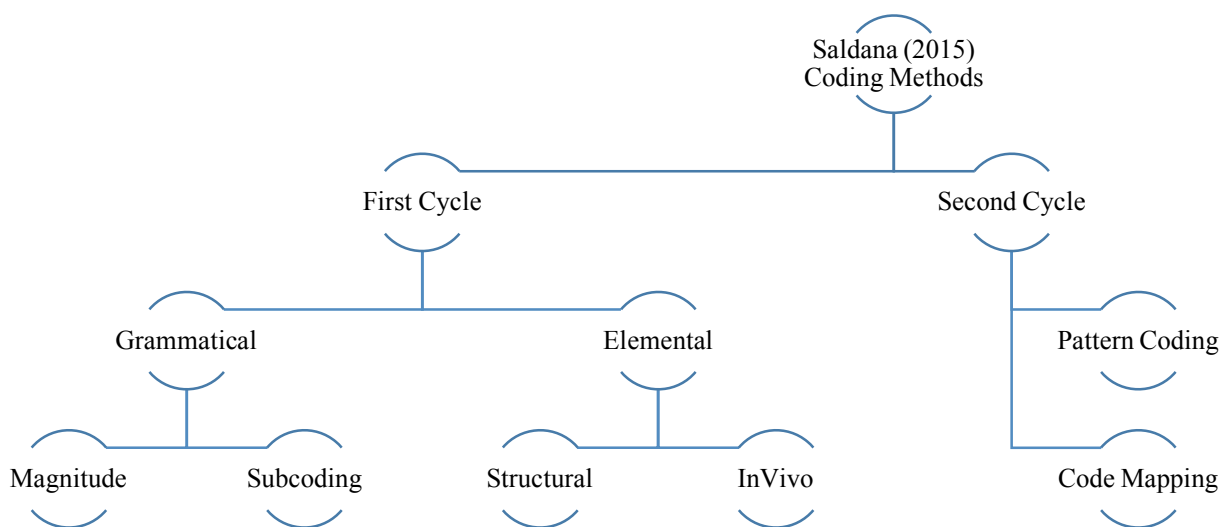 Saldana (2015)
Coding Methods
First Cycle
Second Cycle
Grammatical
Elemental
Pattern Coding
Magnitude
Subcoding
Structural
InVivo
Code Mapping